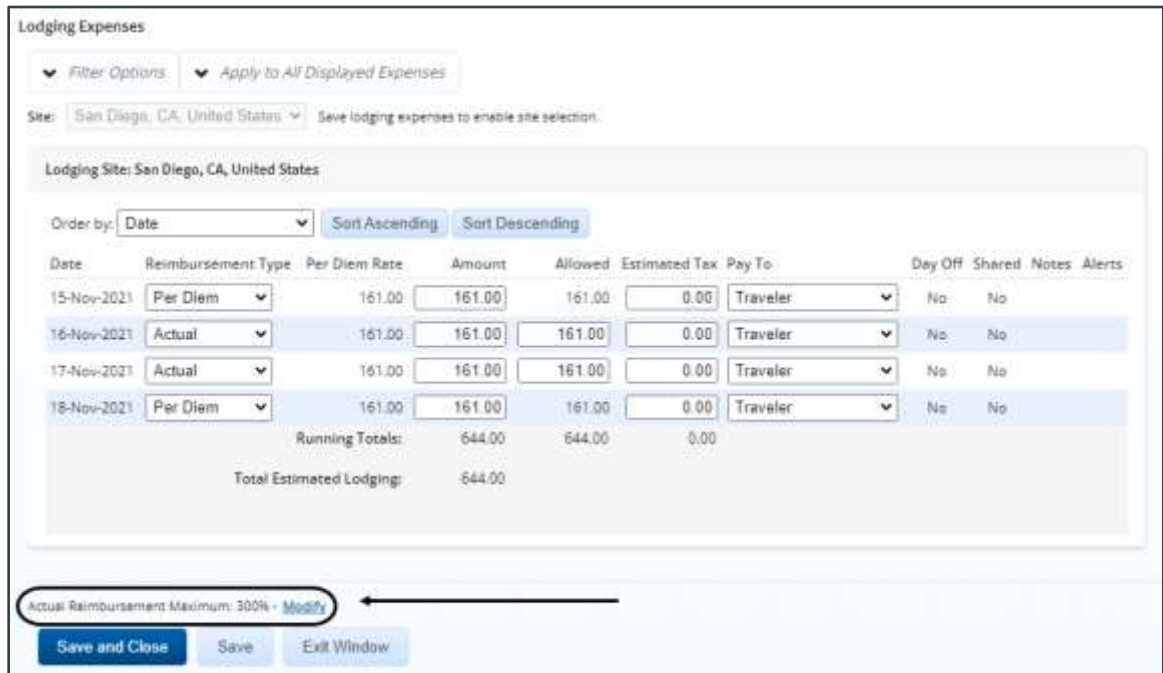 Lodging Expenses
Filter Options Apply to All Displayed Expenses
Site: San Diego, CA, United States Save lodging expenses to enable site selection.
Lodging Site: San Diego, CA, United States
Order by: Date Sort Ascending Sort Descending
Date Reimbursement Type Per Diem Rate Amount Allowed Estimated Tax Pay To Day Off Shared Notes Alerts
15-Nov-2021 Per Diem 161.00 161.00 161.00 0.00 Traveler No No
16-Nov-2021 Actual 161.00 161.00 161.00 0.00 Traveler No No
17-Nov-2021 Actual 161.00 161.00 161.00 0.00 Traveler No No
18-Nov-2021 Per Diem 161.00 161.00 161.00 0.00 Traveler No No
Running Totals: 644.00 644.00 0.00
Total Estimated Lodging: 644.00
Actual Reimbursement Maximum: 300% - Modify
Save and Close Save Exit Window